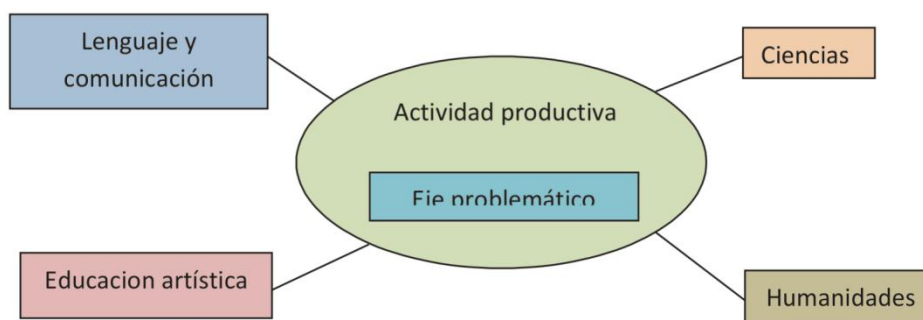 Lenguaje y
comunicación
Ciencias
Actividad productiva
Eje problemático
Educacion artística
Humanidades